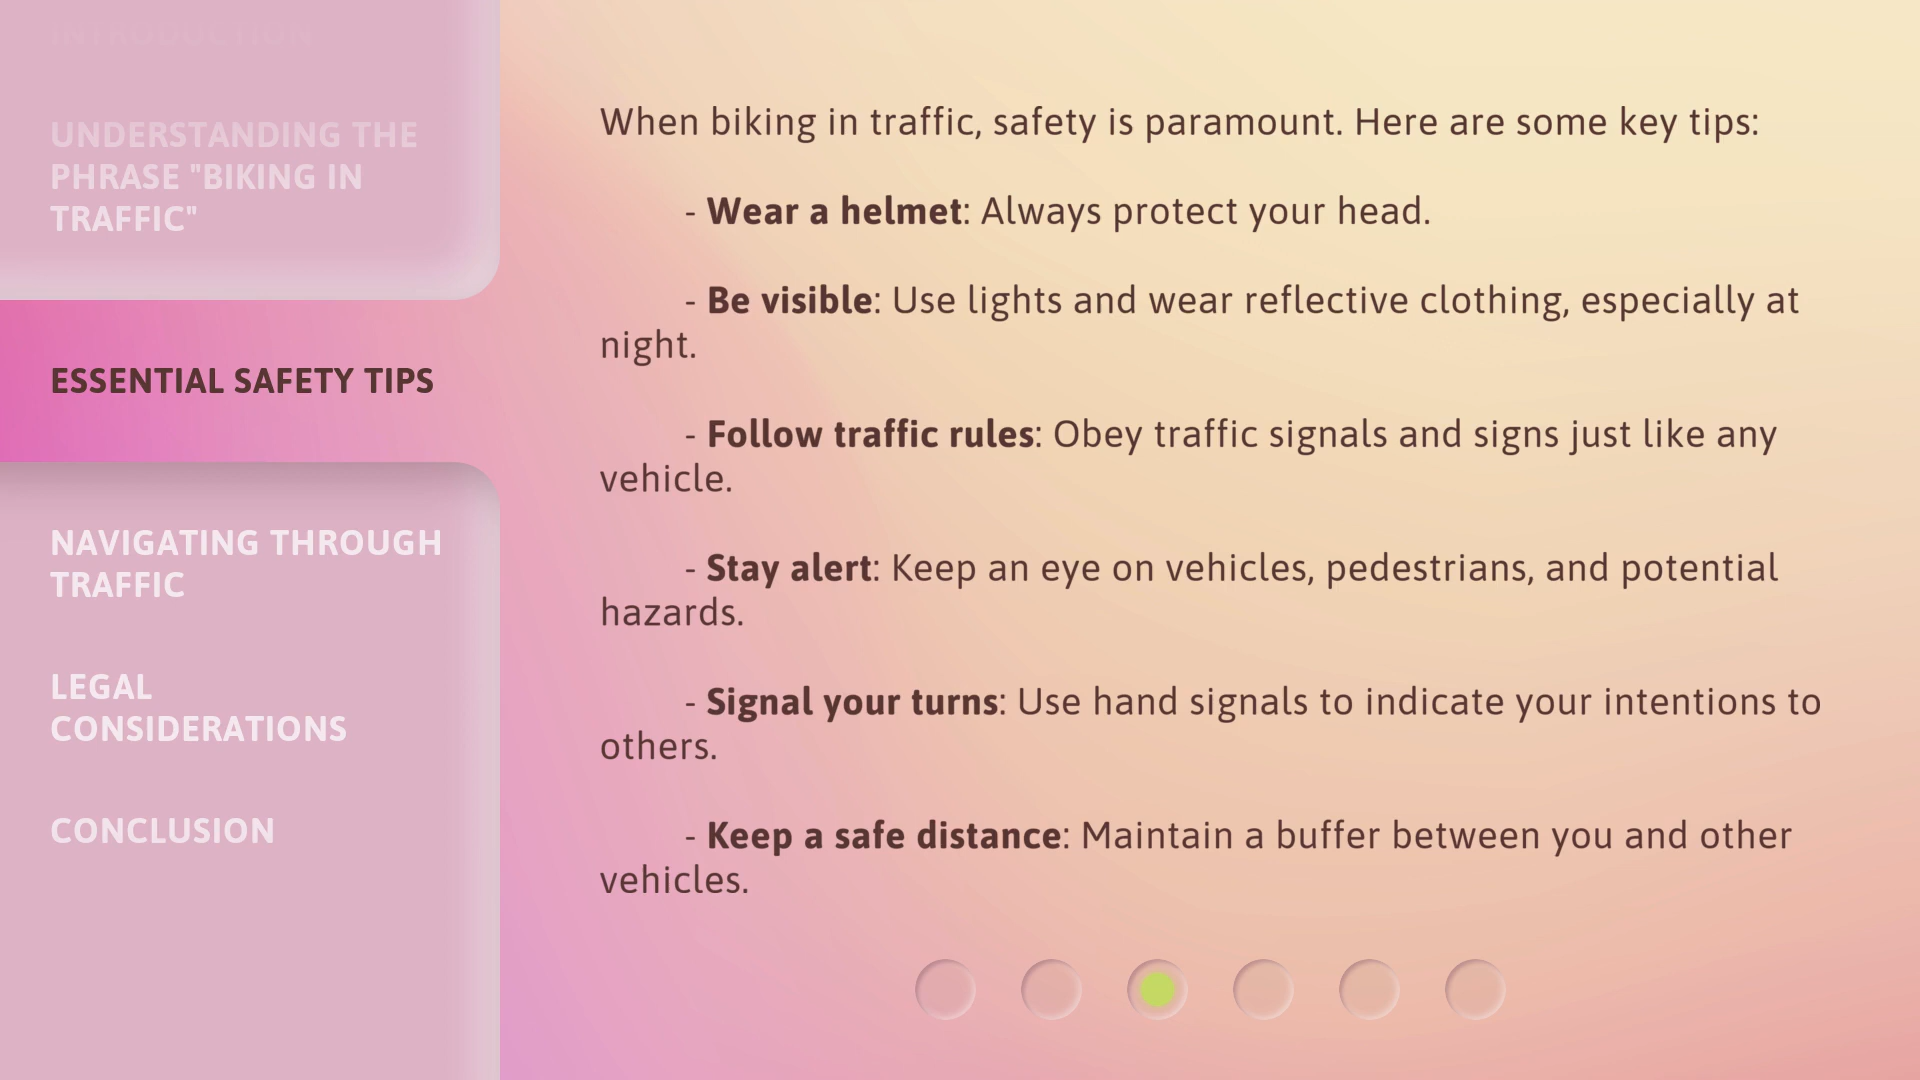 INTRODUCTION
UNDERSTANDING THE
PHRASE "BIKING IN
TRAFFIC"
ESSENTIAL SAFETY TIPS
NAVIGATING THROUGH
TRAFFIC
LEGAL
CONSIDERATIONS
CONCLUSION
When biking in traffic, safety is paramount. Here are some key tips:
- Wear a helmet: Always protect your head.
- Be visible: Use lights and wear reflective clothing, especially at
night.
- Follow traffic rules: Obey traffic signals and signs just like any
vehicle.
- Stay alert: Keep an eye on vehicles, pedestrians, and potential
hazards.
- Signal your turns: Use hand signals to indicate your intentions to
others.
- Keep a safe distance: Maintain a buffer between you and other
vehicles.